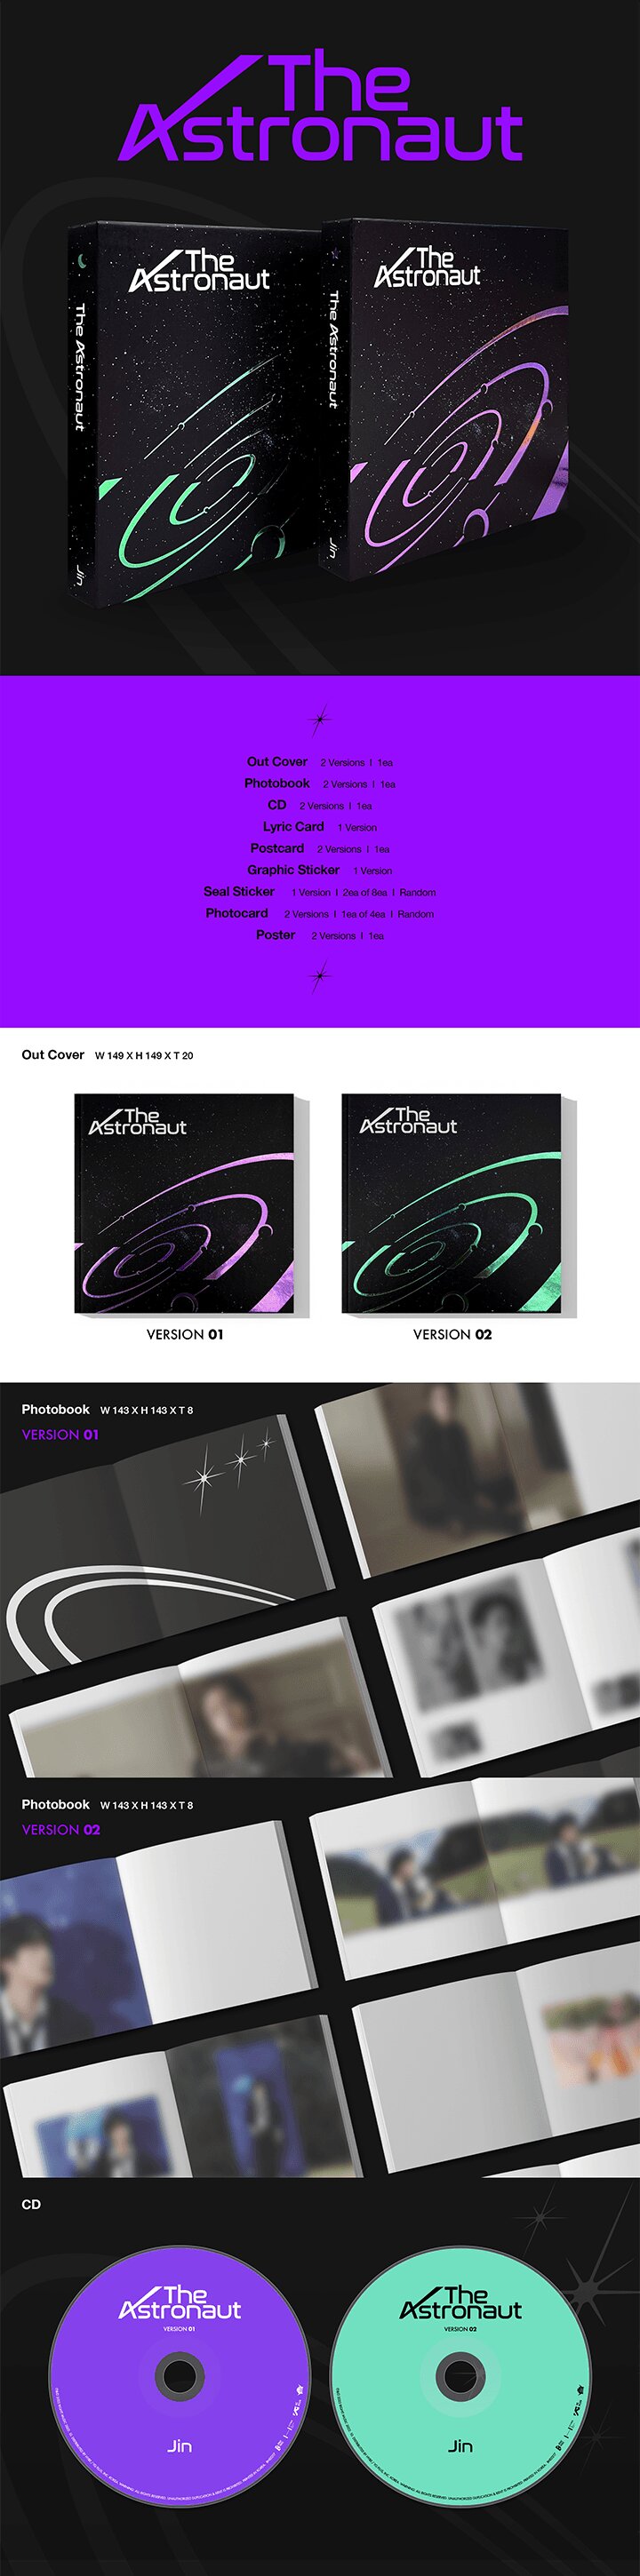 The
Astronaut
The
Astronaut
The Astronaut
Jin
The
Astronaut
The Astronaut
Jin
Out Cover 2 Versions I 1ea
Photobook 2 Versions I 1ea
CD 2 Versions I 1ea
Lyric Card 1 Version
Postcard 2 Versions I 1ea
Graphic Sticker 1 Version
Seal Sticker 1 Version I 2ea of 8ea I Random
Photocard 2 Versions I 1ea of 4ea I Random
Poster 2 Versions I 1ea
Out Cover W 149 X H 149 X T 20
The
Astronaut
The
Astronaut
VERSION 01
VERSION 02
Photobook W 143 X H 143 X T 8
VERSION 01
Photobook W 143 X H 143 X T 8
VERSION 02
CD
The
Astronaut
VERSION 01
Jin
The
Astronaut
VERSION 02
Jin